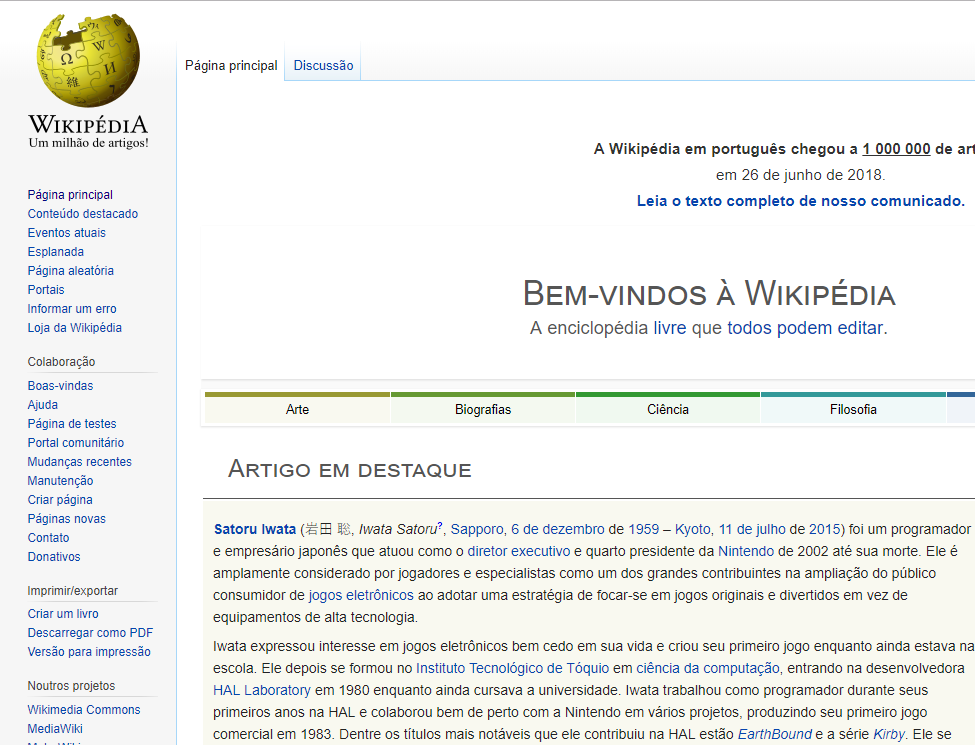 Ω W И 維
WIKIPÉDIA
Um milhão de artigos!
Página principal
Conteúdo destacado
Eventos atuais
Esplanada
Página aleatória
Portais
Informar um erro
Loja da Wikipédia
Colaboração
Boas-vindas
Ajuda
Página de testes
Portal comunitário
Mudanças recentes
Manutenção
Criar página
Páginas novas
Contato
Donativos
Imprimir/exportar
Criar um livro
Descarregar como PDF
Versão para impressão
Noutros projetos
Wikimedia Commons
MediaWiki
Página principal Discussão
A Wikipédia em português chegou a 1 000 000 de art
em 26 de junho de 2018.
Leia o texto completo de nosso comunicado.
BEM-VINDOS À WIKIPÉDIA
A enciclopédia livre que todos podem editar.
Arte Biografias Ciência Filosofia
ARTIGO EM DESTAQUE
Satoru Iwata (岩田 聡, Iwata Satoru?, Sapporo, 6 de dezembro de 1959 – Kyoto, 11 de julho de 2015) foi um programador
e empresário japonês que atuou como o diretor executivo e quarto presidente da Nintendo de 2002 até sua morte. Ele é
amplamente considerado por jogadores e especialistas como um dos grandes contribuintes na ampliação do público
consumidor de jogos eletrônicos ao adotar uma estratégia de focar-se em jogos originais e divertidos em vez de
equipamentos de alta tecnologia.
Iwata expressou interesse em jogos eletrônicos bem cedo em sua vida e criou seu primeiro jogo enquanto ainda estava na
escola. Ele depois se formou no Instituto Tecnológico de Tóquio em ciência da computação, entrando na desenvolvedora
HAL Laboratory em 1980 enquanto ainda cursava a universidade. Iwata trabalhou como programador durante seus
primeiros anos na HAL e colaborou bem de perto com a Nintendo em vários projetos, produzindo seu primeiro jogo
comercial em 1983. Dentre os títulos mais notáveis que ele contribuiu na HAL estão EarthBound e a série Kirby. Ele se